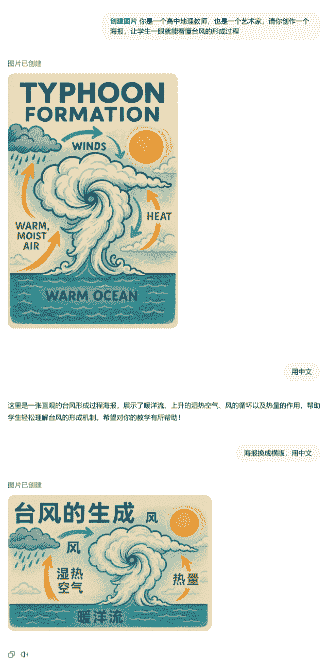 创建图片 你是一个高中地理教师，也是一个艺术家，请你创作一个
海报，让学生一眼就能看懂台风的形成过程
图片已创建
TYPHOON
FORMATION
WINDS
HEAT
WARM,
MOIST
AIR
WARM OCEAN
用中文
这里是一张直观的台风形成过程海报，展示了暖洋流、上升的湿热空气、风的循环以及热量的作用，帮助
学生轻松理解台风的形成机制，希望对你的教学有所帮助！
海报换成横版，用中文
图片已创建
台风的生成
风
风
湿热
空气
热量
暖洋流